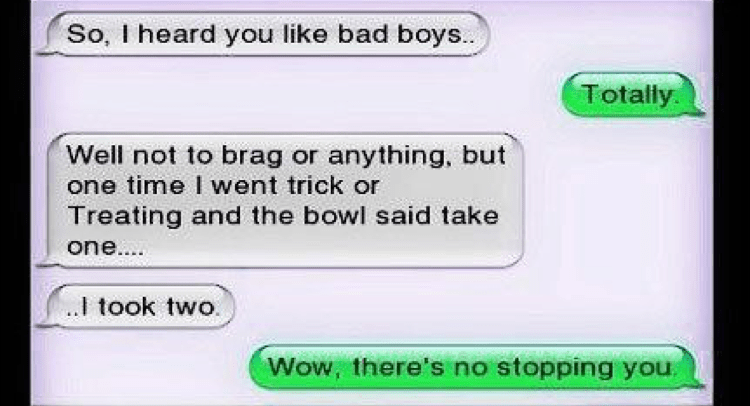 So, I heard you like bad boys..
Totally.
Well not to brag or anything, but
one time I went trick or
Treating and the bowl said take
one....
..I took two.
Wow, there's no stopping you.